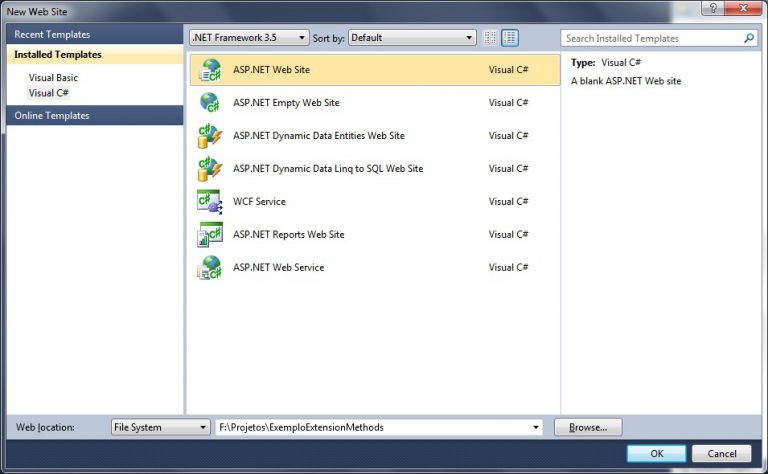 New Web Site
Recent Templates
Installed Templates
Visual Basic
Visual C#
Online Templates
.NET Framework 3.5 Sort by: Default
ASP.NET Web Site Visual C#
ASP.NET Empty Web Site Visual C#
ASP.NET Dynamic Data Entities Web Site Visual C#
ASP.NET Dynamic Data Linq to SQL Web Site Visual C#
WCF Service Visual C#
ASP.NET Reports Web Site Visual C#
ASP.NET Web Service Visual C#
Search Installed Templates
Type: Visual C#
A blank ASP.NET Web site
Web location: File System F:\Projetos\ExemploExtensionMethods Browse...
OK Cancel